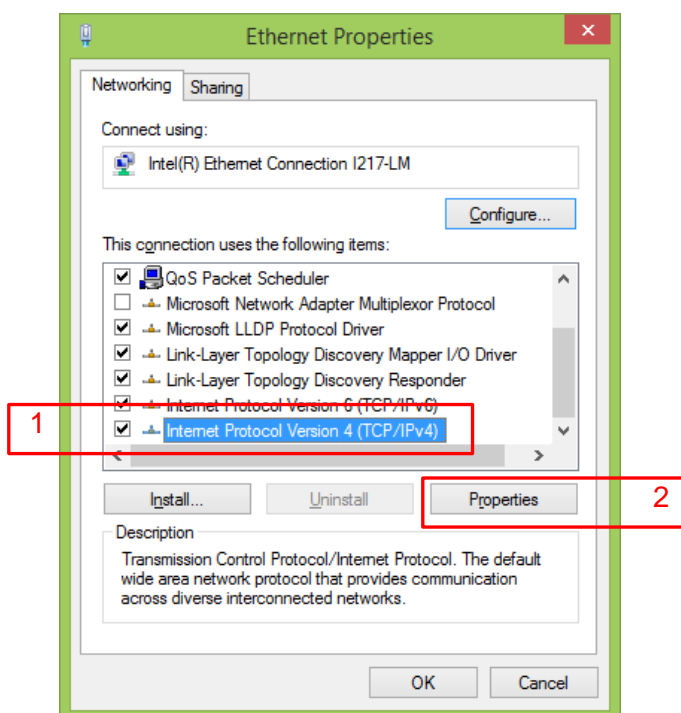 Ethernet Properties
Networking Sharing
Connect using:
Intel(R) Ethernet Connection I217-LM
Configure...
This connection uses the following items:
QoS Packet Scheduler
Microsoft Network Adapter Multiplexor Protocol
Microsoft LLDP Protocol Driver
Link-Layer Topology Discovery Mapper I/O Driver
Link-Layer Topology Discovery Responder
Internet Protocol Version 6 (TCP/IPv6)
1
Internet Protocol Version 4 (TCP/IPv4)
Install... Uninstall Properties 2
Description
Transmission Control Protocol/Internet Protocol. The default
wide area network protocol that provides communication
across diverse interconnected networks.
OK Cancel